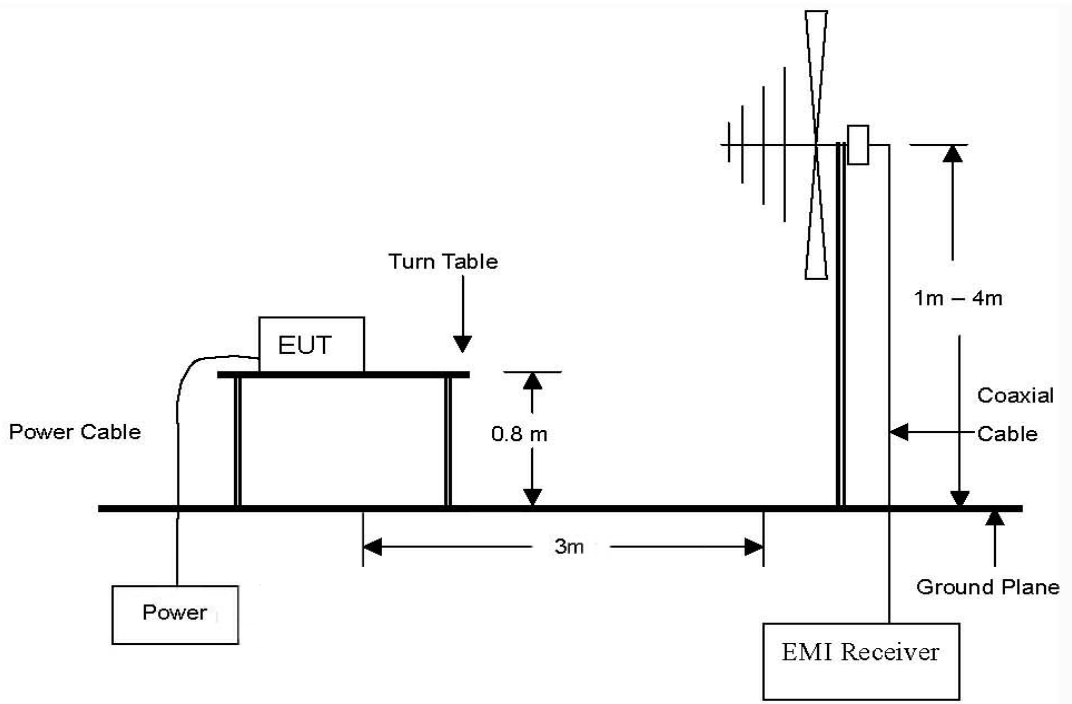 Turn Table
EUT
1m – 4m
Coaxial
Cable
Power Cable
0.8 m
3m
Ground Plane
Power
EMI Receiver